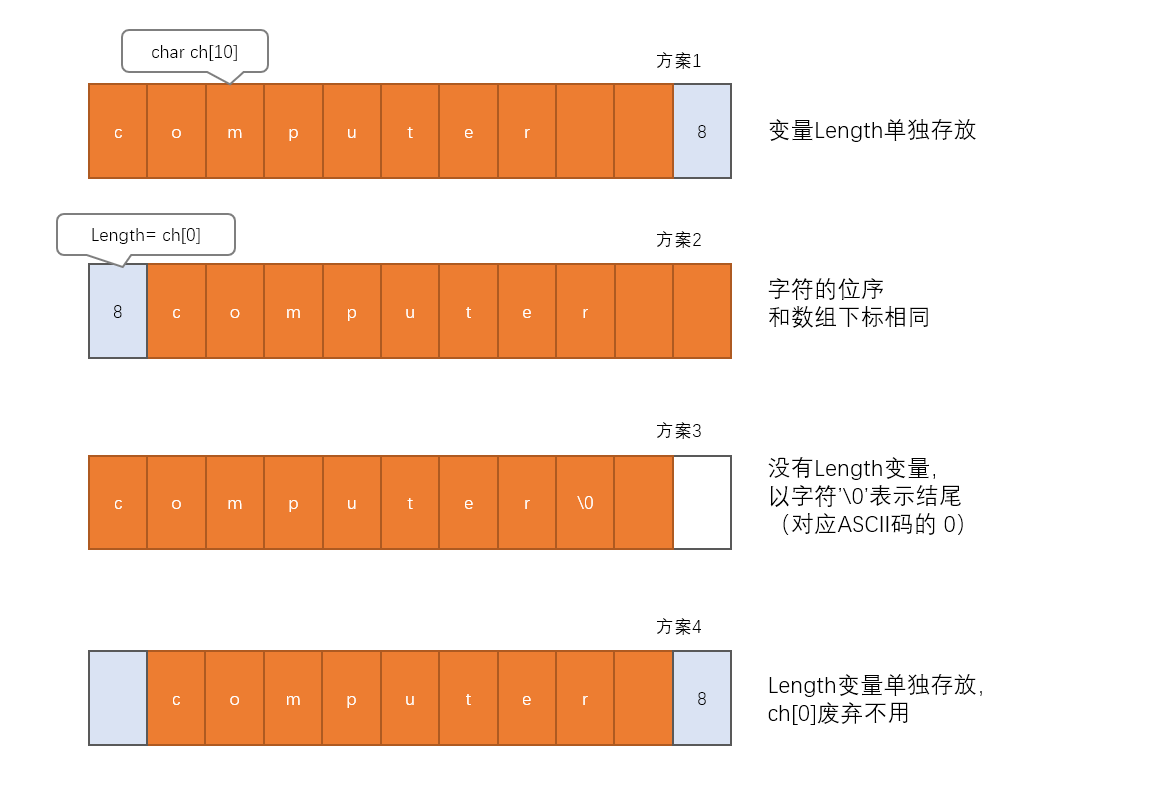 char ch[10]
方案1
c o m p u t e r 8
变量Length单独存放
Length= ch[0]
方案2
8 c o m p u t e r
字符的位序
和数组下标相同
方案3
c o m p u t e r \0
没有Length变量，
以字符'\0'表示结尾
（对应ASCII码的 0）
方案4
c o m p u t e r 8
Length变量单独存放，
ch[0]废弃不用